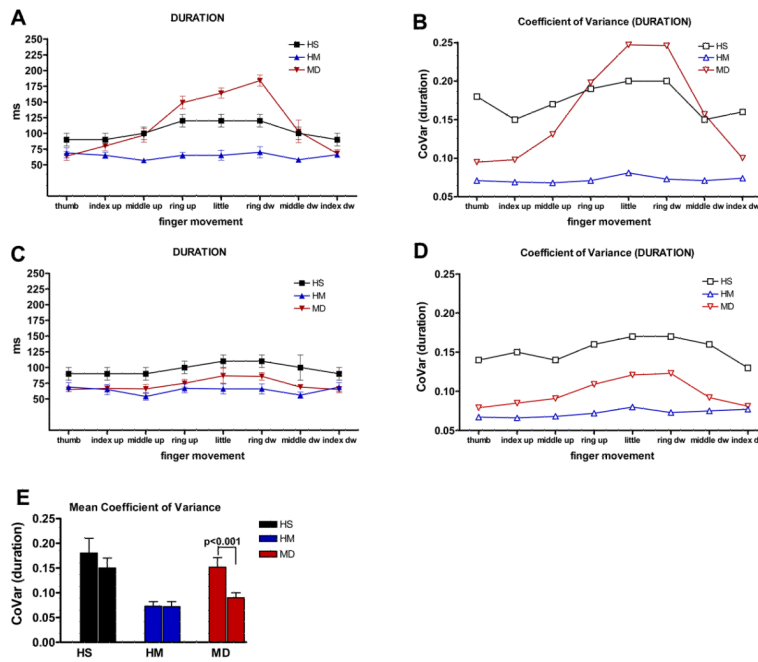 A
DURATION
250
225
200
175
150
125
100
75
50
ms
HS
HM
MD
thumb index up middle up ring up little ring dw middle dw index dw
finger movement
B
Coefficient of Variance (DURATION)
0.25
0.20
0.15
0.10
0.05
CoVar (duration)
HS
HM
MD
thumb index up middle up ring up little ring dw middle dw index dw
finger movement
C
DURATION
250
225
200
175
150
125
100
75
50
ms
HS
HM
MD
thumb index up middle up ring up little ring dw middle dw index dw
finger movement
D
Coefficient of Variance (DURATION)
0.25
0.20
0.15
0.10
0.05
CoVar (duration)
HS
HM
MD
thumb index up middle up ring up little ring dw middle dw index dw
finger movement
E
Mean Coefficient of Variance
0.25
0.20
0.15
0.10
0.05
0.00
CoVar (duration)
HS
HM
MD
p<0.001
HS HM MD